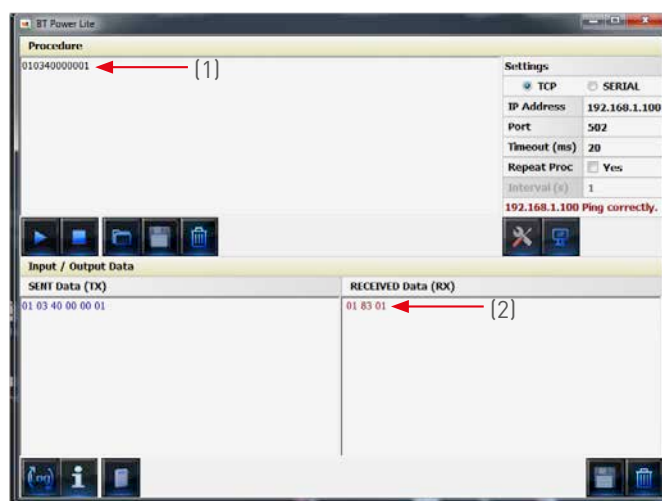 BT Power Lite
Procedure
010340000001
(1)
Settings
TCP SERIAL
IP Address 192.168.1.100
Port 502
Timeout (ms) 20
Repeat Proc Yes
Interval (s) 1
192.168.1.100 Ping correctly.
Input / Output Data
SENT Data (TX) RECEIVED Data (RX)
01 03 40 00 00 01 01 83 01
(2)
Log i